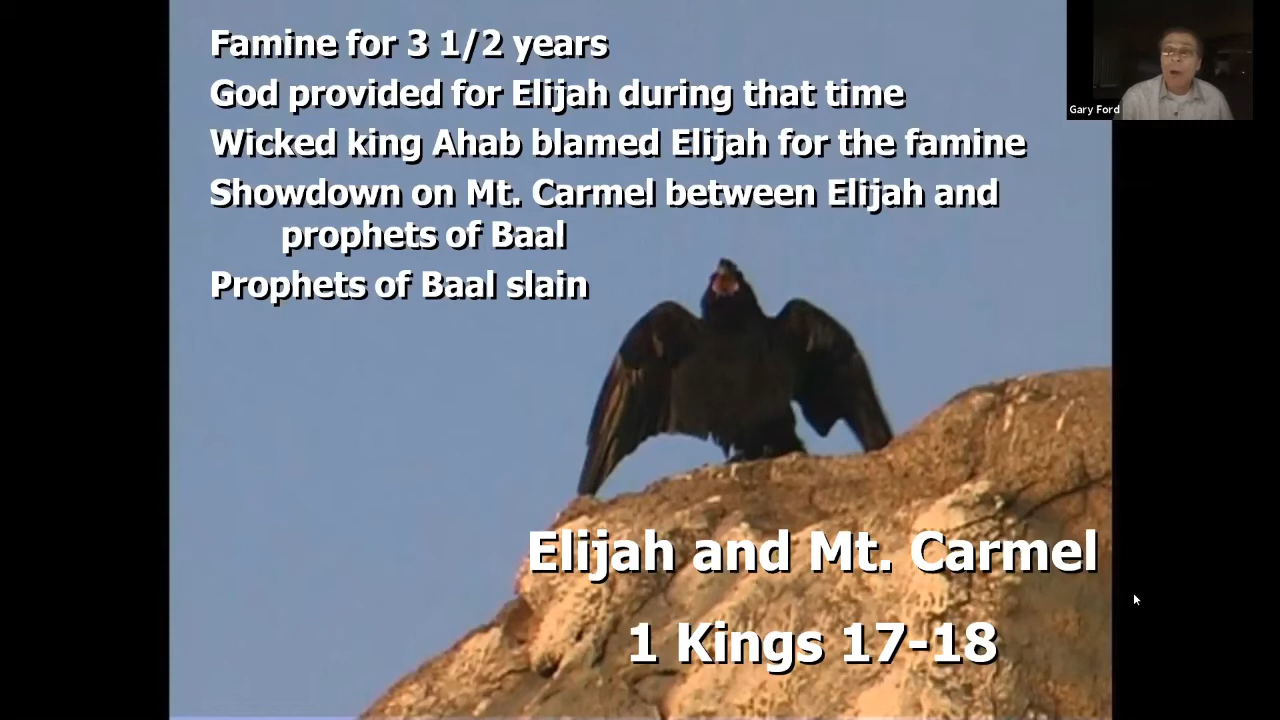 Famine for 3 1/2 years
God provided for Elijah during that time
Wicked king Ahab blamed Elijah for the famine
Showdown on Mt. Carmel between Elijah and
prophets of Baal
Prophets of Baal slain
Elijah and Mt. Carmel
1 Kings 17-18
Gary Ford